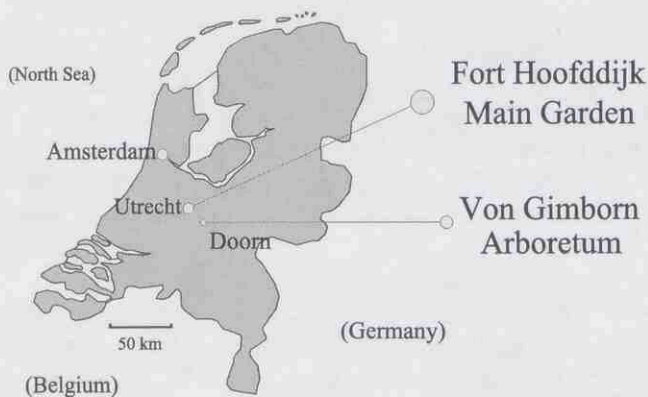 (North Sea)
Fort Hoofddijk
Main Garden
Amsterdam
Utrecht
Von Gimborn
Arboretum
Doorn
50 km
(Germany)
(Belgium)